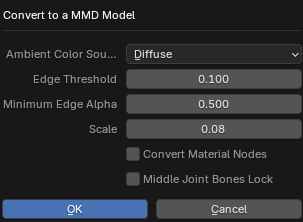 Convert to a MMD Model
Ambient Color Sou... Diffuse
Edge Threshold 0.100
Minimum Edge Alpha 0.500
Scale 0.08
Convert Material Nodes
Middle Joint Bones Lock
OK Cancel